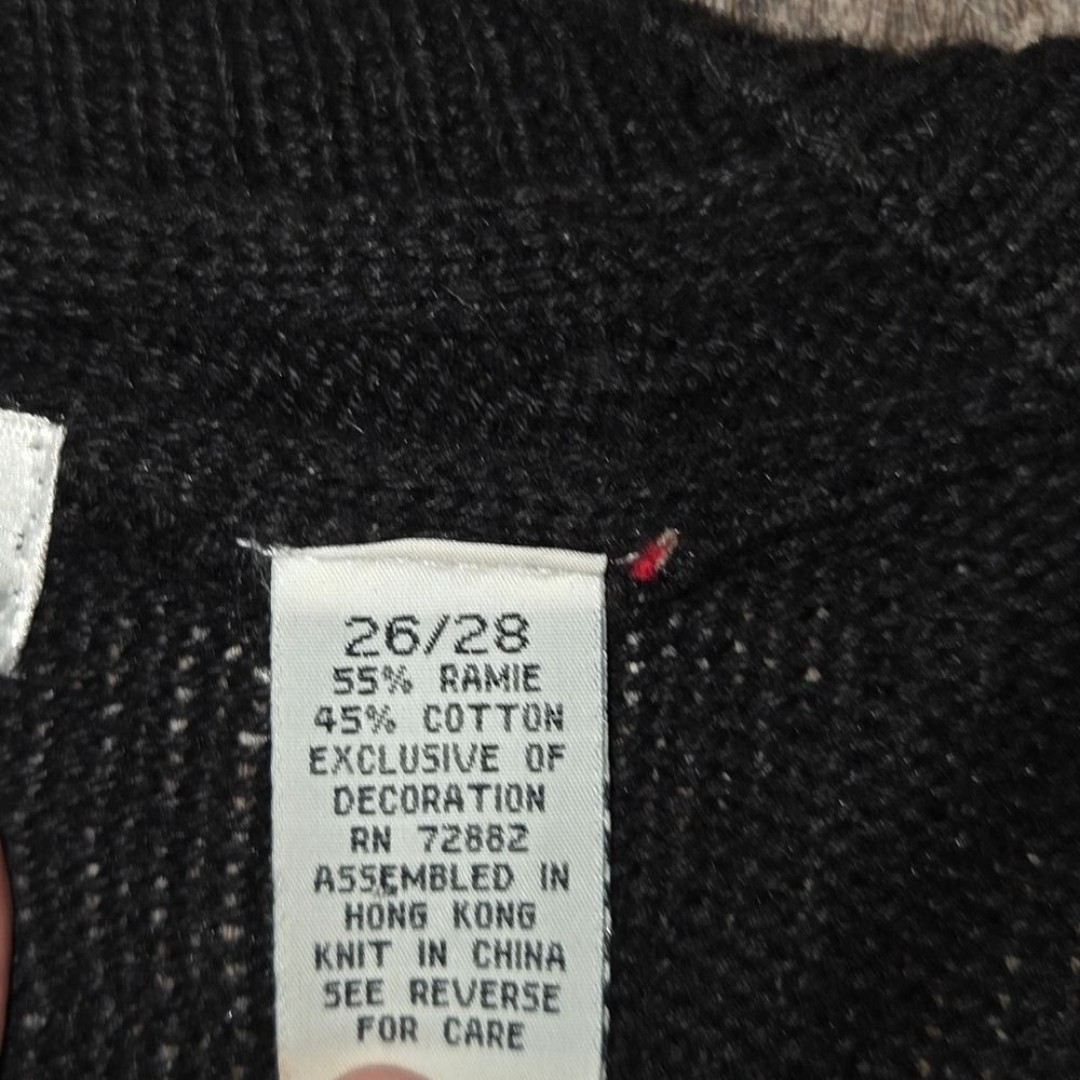 26/28
55% RAMIE
45% COTTON
EXCLUSIVE OF
DECORATION
RN 72882
ASSEMBLED IN
HONG KONG
KNIT IN CHINA
SEE REVERSE
FOR CARE